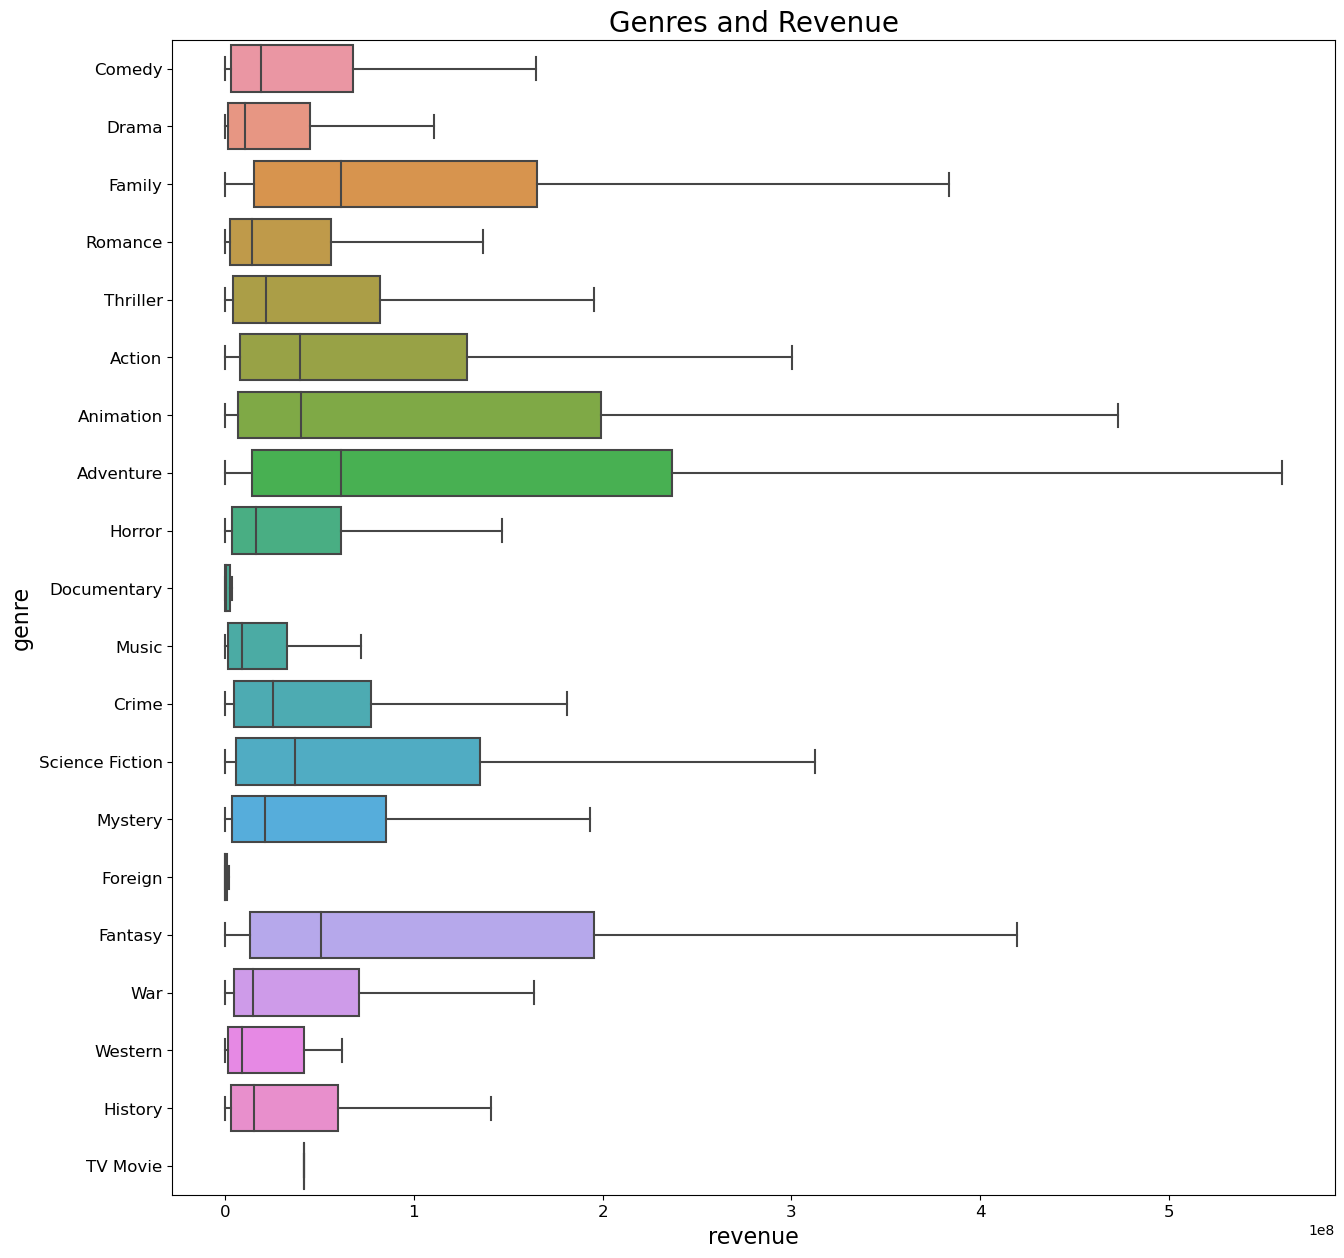 Genres and Revenue
Comedy
Drama
Family
Romance
Thriller
Action
Animation
Adventure
Horror
Documentary
Music
Crime
Science Fiction
Mystery
Foreign
Fantasy
War
Western
History
TV Movie
genre
0 1 2 3 4 5
1e8
revenue